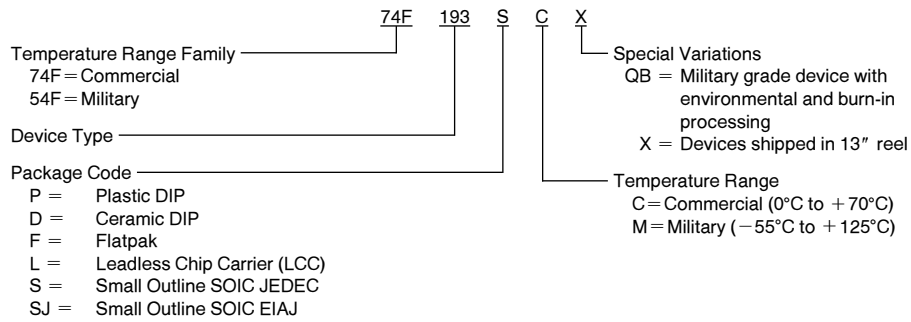 74F 193 S C X
Temperature Range Family
74F = Commercial
54F = Military
Device Type
Package Code
P = Plastic DIP
D = Ceramic DIP
F = Flatpak
L = Leadless Chip Carrier (LCC)
S = Small Outline SOIC JEDEC
SJ = Small Outline SOIC EIAJ
Special Variations
QB = Military grade device with
environmental and burn-in
processing
X = Devices shipped in 13″ reel
Temperature Range
C = Commercial (0°C to +70°C)
M = Military (−55°C to +125°C)